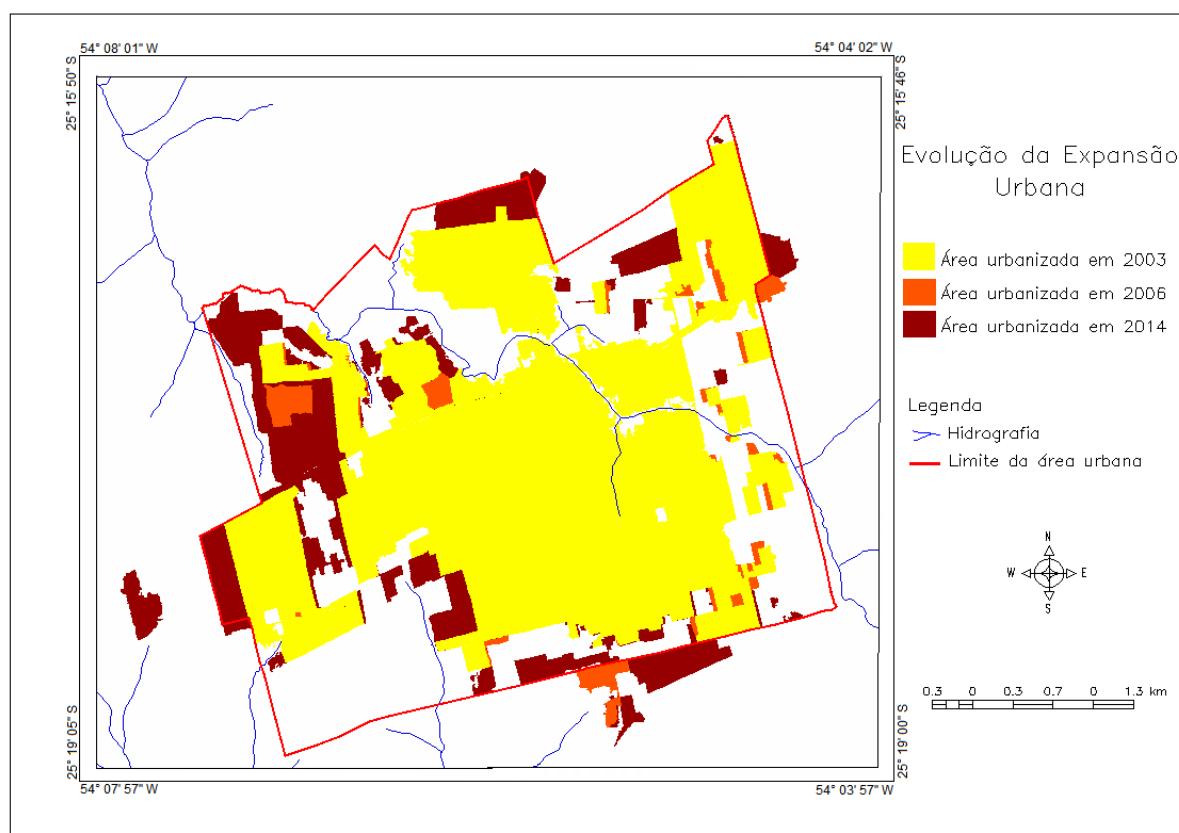 54° 08' 01" W
54° 04' 02" W
25° 15' 50" S
25° 15' 46" S
Evolução da Expansão
Urbana
Área urbanizada em 2003
Área urbanizada em 2006
Área urbanizada em 2014
Legenda
Hidrografia
Limite da área urbana
N
W
E
S
0.3 0 0.3 0.7 0 1.3 km
25° 19' 05" S
25° 19' 00" S
54° 07' 57" W
54° 03' 57" W